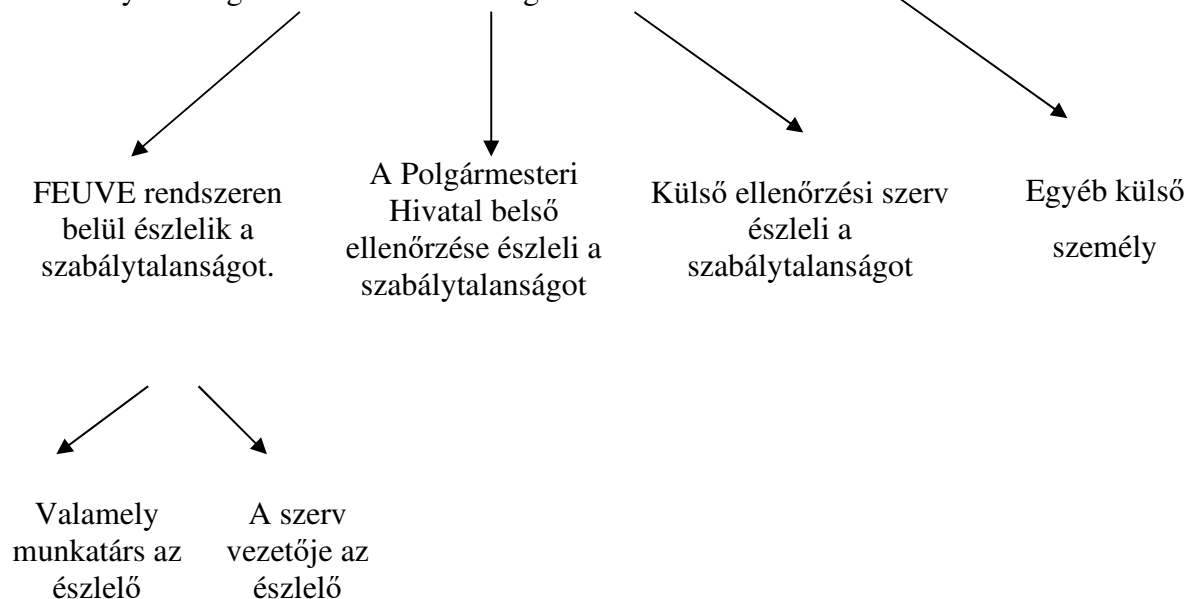 FEUVE rendszeren
belül észlelik a
szabálytalanságot.
A Polgármesteri
Hivatal belső
ellenőrzése észleli a
szabálytalanságot
Külső ellenőrzési szerv
észleli a
szabálytalanságot
Egyéb külső
személy
Valamely
munkatárs az
észlelő
A szerv
vezetője az
észlelő